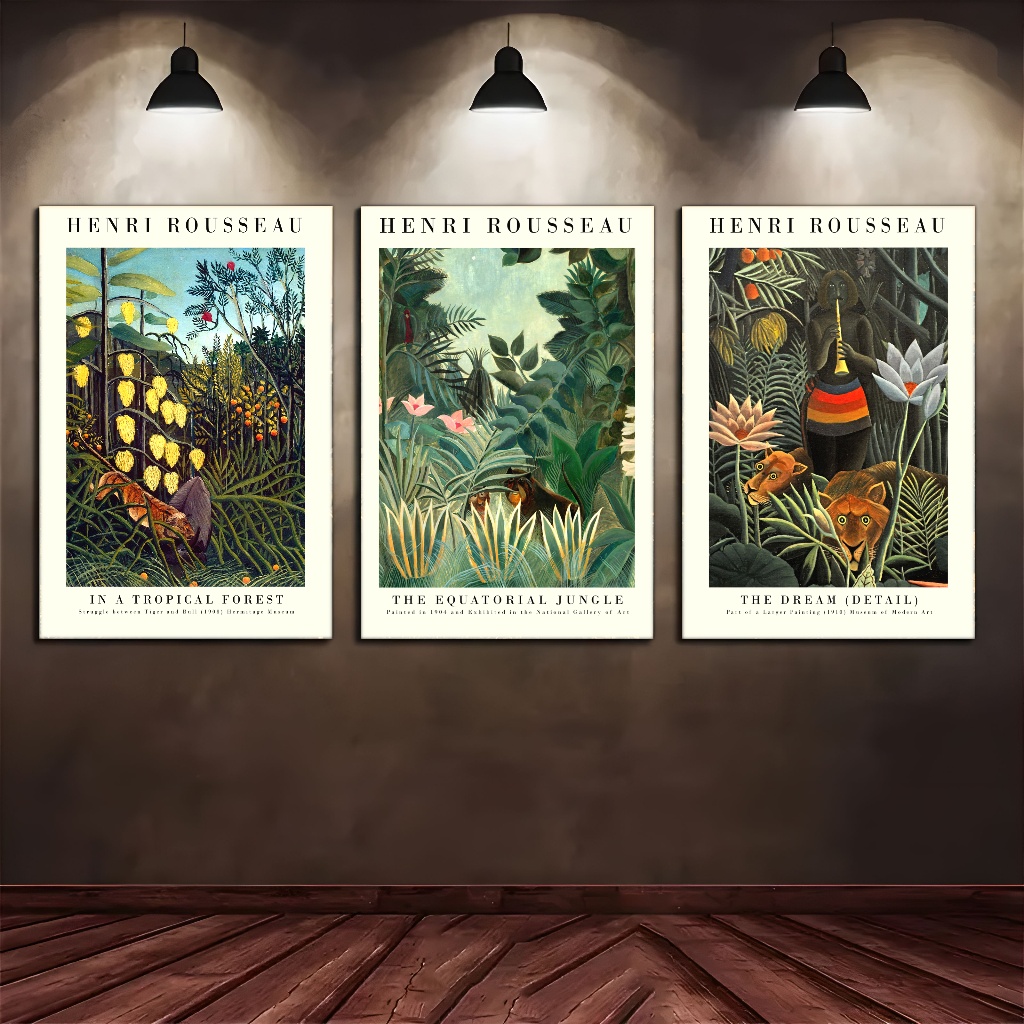 HENRI ROUSSEAU
IN A TROPICAL FOREST
Struggle between Tiger and Bull (1908) Hermitage Museum
HENRI ROUSSEAU
THE EQUATORIAL JUNGLE
Painted in 1909 and Exhibited in the National Gallery of Art
HENRI ROUSSEAU
THE DREAM (DETAIL)
Part of a Larger Painting (1910) Museum of Modern Art